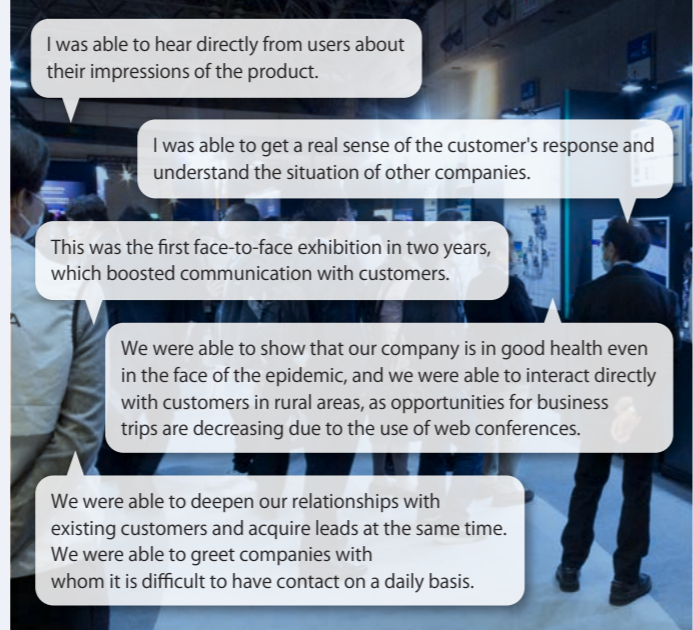 I was able to hear directly from users about
their impressions of the product.
I was able to get a real sense of the customer's response and
understand the situation of other companies.
This was the first face-to-face exhibition in two years,
which boosted communication with customers.
We were able to show that our company is in good health even
in the face of the epidemic, and we were able to interact directly
with customers in rural areas, as opportunities for business
trips are decreasing due to the use of web conferences.
We were able to deepen our relationships with
existing customers and acquire leads at the same time.
We were able to greet companies with
whom it is difficult to have contact on a daily basis.